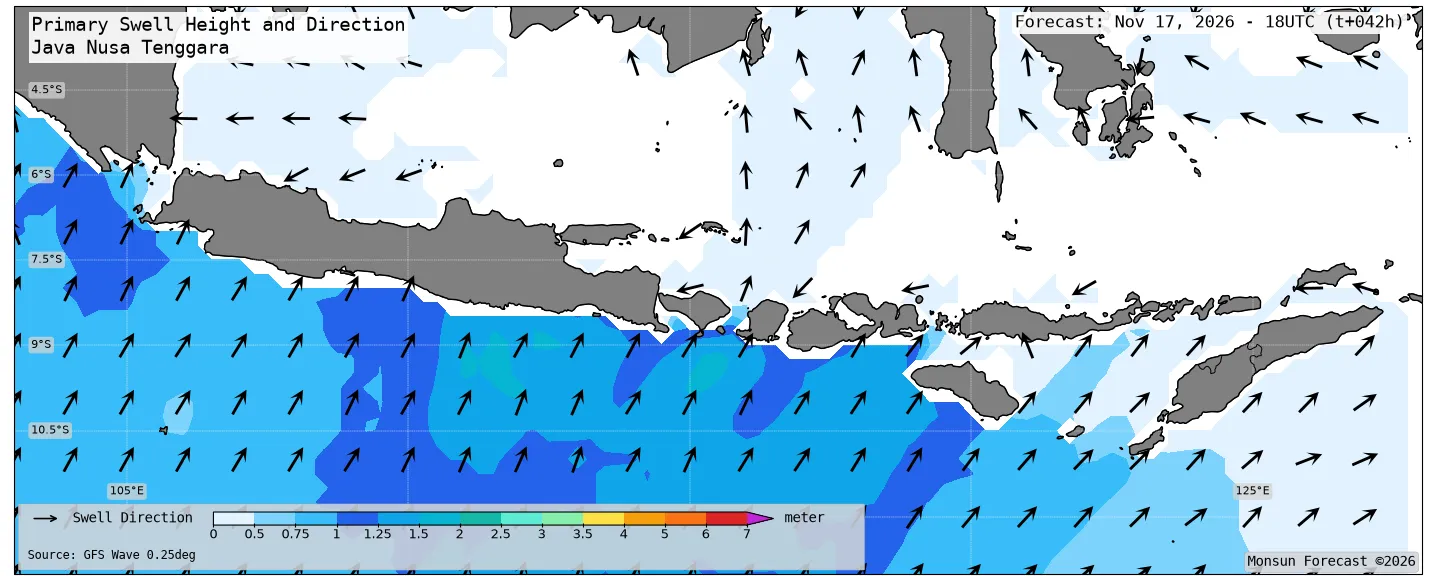 Primary Swell Height and Direction
Java Nusa Tenggara
Forecast: Nov 17, 2026 - 18UTC (t+042h)
4.5°S
6°S
7.5°S
9°S
10.5°S
105°E
125°E
Swell Direction
0 0.5 0.75 1 1.25 1.5 2 2.5 3 3.5 4 5 6 7
meter
Source: GFS Wave 0.25deg
Monsun Forecast ©2026